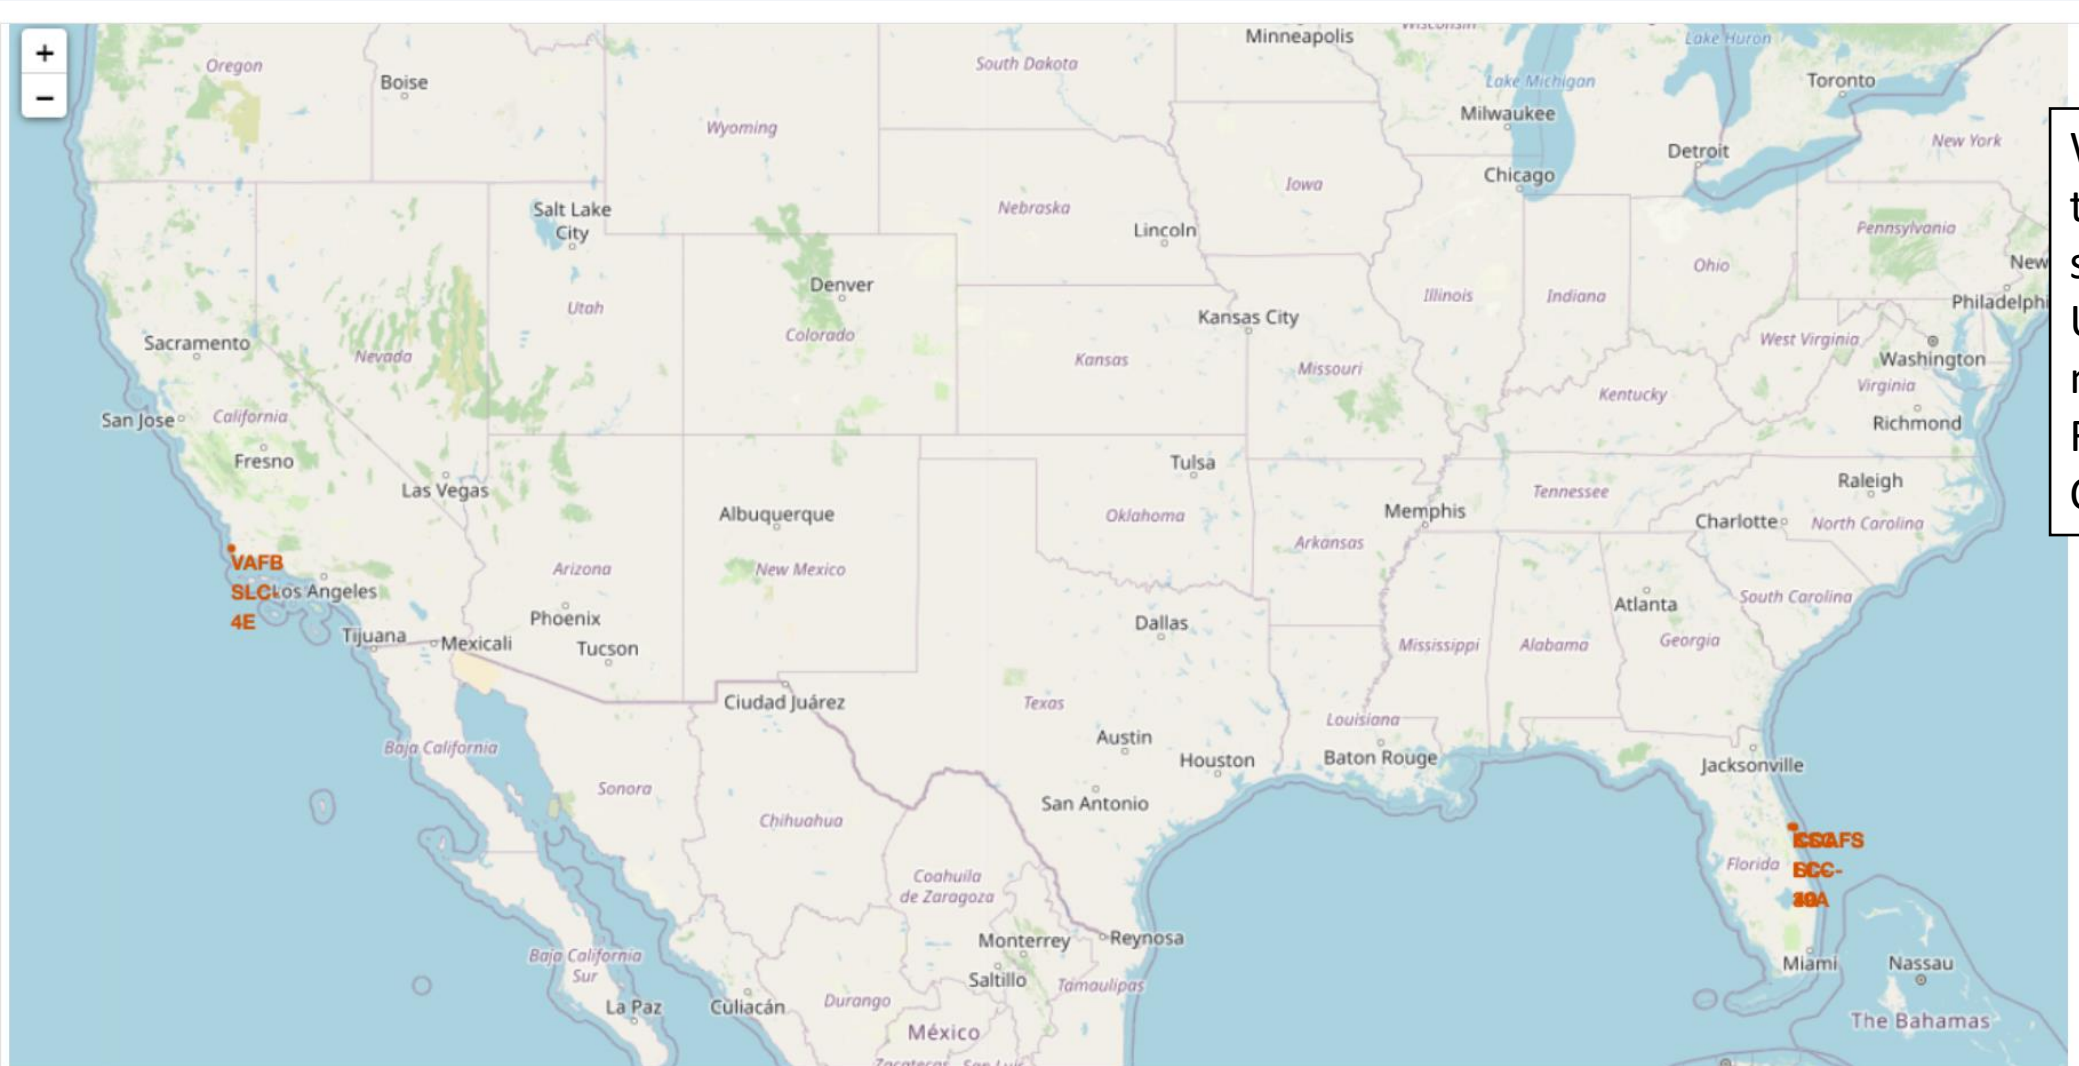 +
−
Minneapolis
Wisconsin
Lake Huron
Oregon
South Dakota
Boise
Lake Michigan
Toronto
Milwaukee
Wyoming
New York
Detroit
Chicago
Iowa
Salt Lake
City
Nebraska
Lincoln
Pennsylvania
New
Ohio
Denver
Utah
Illinois
Indiana
Philadelphi
Kansas City
Colorado
West Virginia
Sacramento
Nevada
Kansas
Missouri
Washington
Virginia
Kentucky
San Jose
California
Richmond
Fresno
Las Vegas
Tulsa
Raleigh
Tennessee
Albuquerque
Oklahoma
Memphis
Charlotte
North Carolina
Arkansas
VAFB
SLC-
4E
Los Angeles
Arizona
New Mexico
Phoenix
Dallas
Atlanta
South Carolina
Tijuana
Mexicali
Tucson
Mississippi
Alabama
Georgia
Ciudad Juárez
Texas
Louisiana
Baja California
Austin
Houston
Baton Rouge
Jacksonville
Sonora
San Antonio
Chihuahua
Florida
Coahuila
de Zaragoza
Monterrey
Reynosa
Baja California
Sur
Saltillo
Tamaulipas
Miami
Nassau
La Paz
Culiacán
Durango
México
The Bahamas
Zacatecas
San Luis
V
t
s
U
r
F